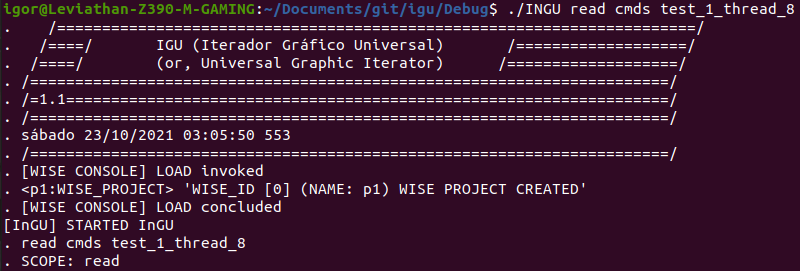 igor@Leviathan-Z390-M-GAMING:~/Documents/git/igu/Debug$ ./INGU read cmds test_1_thread_8
.    /========================================================================/
.   /====/       IGU (Iterador Gráfico Universal)       /===================/
.  /====/        (or, Universal Graphic Iterator)      /===================/
. /========================================================================/
. /=1.1====================================================================/
. /========================================================================/
. sábado 23/10/2021 03:05:50 553
. /========================================================================/
. [WISE CONSOLE] LOAD invoked
. <p1:WISE_PROJECT> 'WISE_ID [0] (NAME: p1) WISE PROJECT CREATED'
. [WISE CONSOLE] LOAD concluded
[InGU] STARTED InGU
. read cmds test_1_thread_8
. SCOPE: read